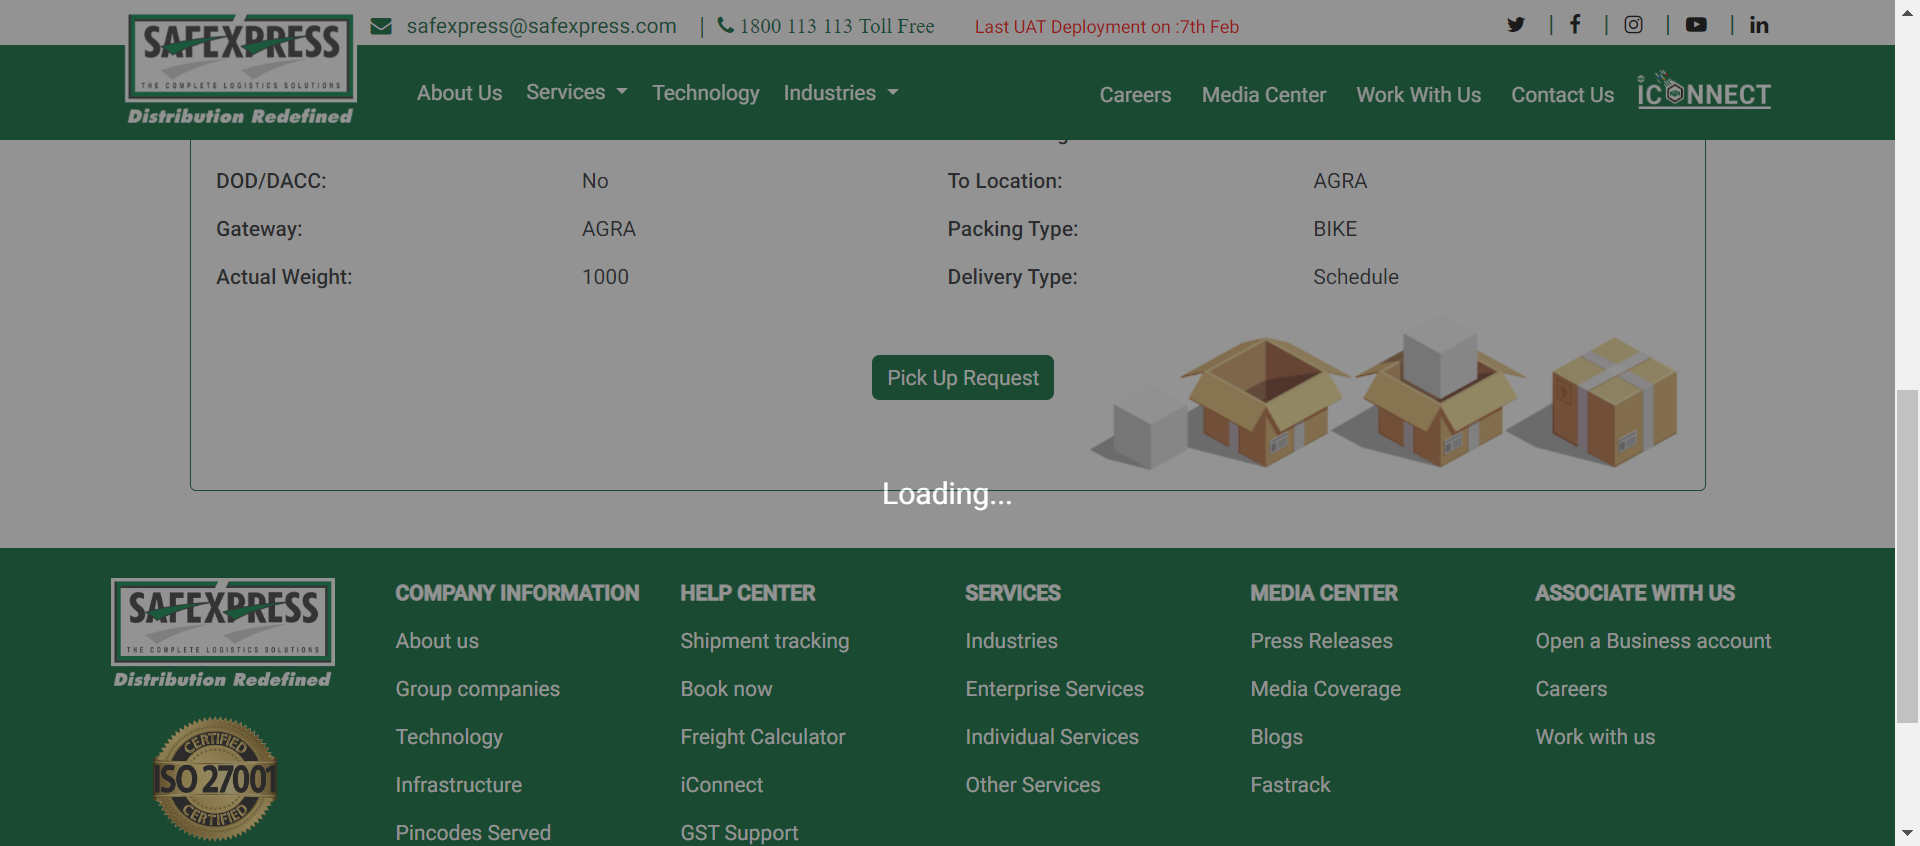 SAFEXPRESS
THE COMPLETE LOGISTICS SOLUTIONS
Distribution Redefined
safexpress@safexpress.com | 1800 113 113 Toll Free Last UAT Deployment on :7th Feb
About Us Services Technology Industries Careers Media Center Work With Us Contact Us iCONNECT
DOD/DACC: No To Location: AGRA
Gateway: AGRA Packing Type: BIKE
Actual Weight: 1000 Delivery Type: Schedule
Pick Up Request
Loading...
SAFEXPRESS
THE COMPLETE LOGISTICS SOLUTIONS
Distribution Redefined
CERTIFIED
ISO 27001
CERTIFIED
COMPANY INFORMATION
About us
Group companies
Technology
Infrastructure
Pincodes Served
HELP CENTER
Shipment tracking
Book now
Freight Calculator
iConnect
GST Support
SERVICES
Industries
Enterprise Services
Individual Services
Other Services
MEDIA CENTER
Press Releases
Media Coverage
Blogs
Fastrack
ASSOCIATE WITH US
Open a Business account
Careers
Work with us